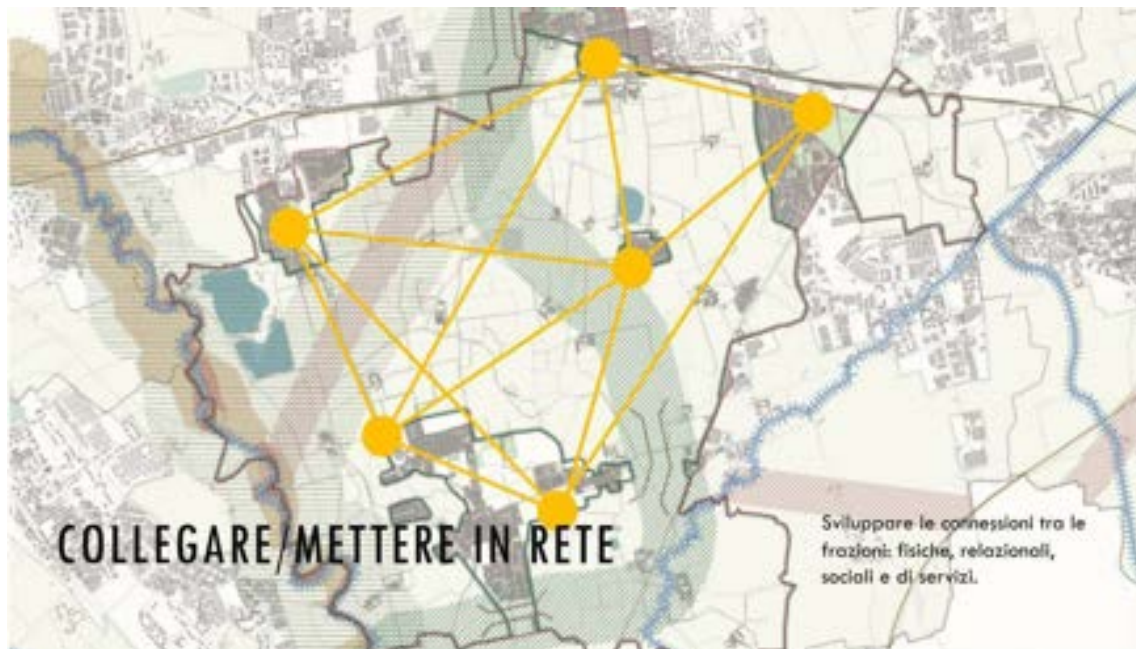 COLLEGARE/METTERE IN RETE
Sviluppare le connessioni tra le
frazioni: fisiche, relazionali,
sociali e di servizi.